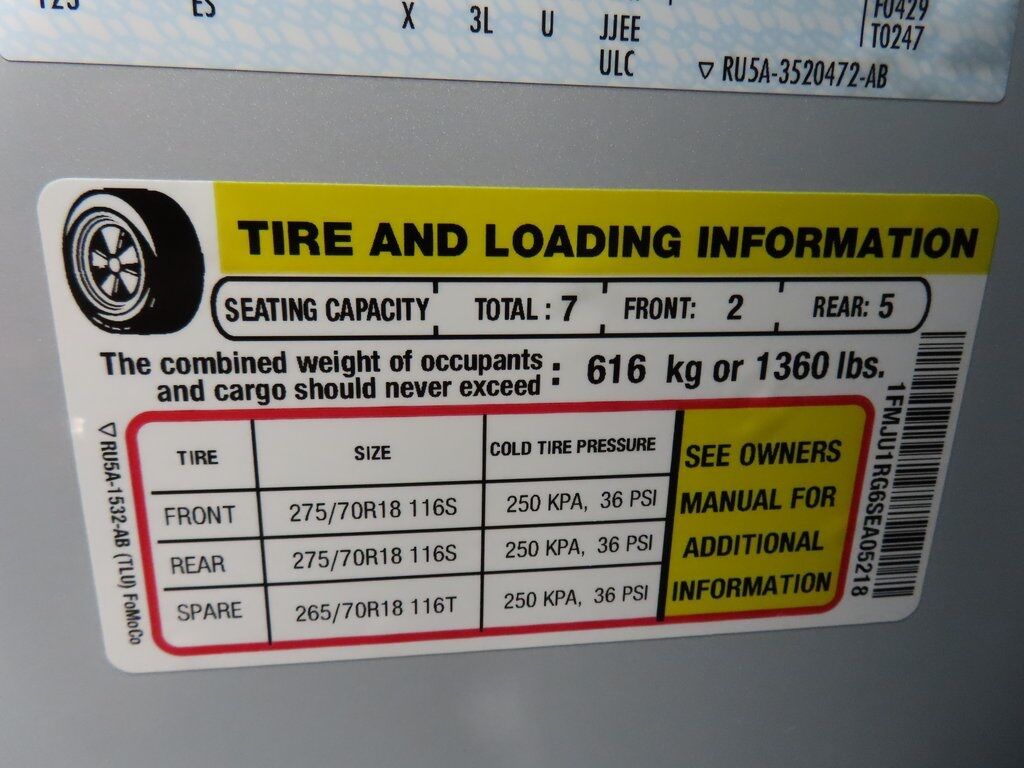 ES X 3L U JJEE F0429
ULC ▽ RU5A-3520472-AB T0247
TIRE AND LOADING INFORMATION
SEATING CAPACITY TOTAL : 7 FRONT: 2 REAR: 5
The combined weight of occupants
and cargo should never exceed : 616 kg or 1360 lbs.
TIRE SIZE COLD TIRE PRESSURE
FRONT 275/70R18 116S 250 KPA, 36 PSI
REAR 275/70R18 116S 250 KPA, 36 PSI
SPARE 265/70R18 116T 250 KPA, 36 PSI
SEE OWNERS
MANUAL FOR
ADDITIONAL
INFORMATION
▽RU5A-1532-AB (TLU) FoMoCo
1FMJU1RG6SEA65218